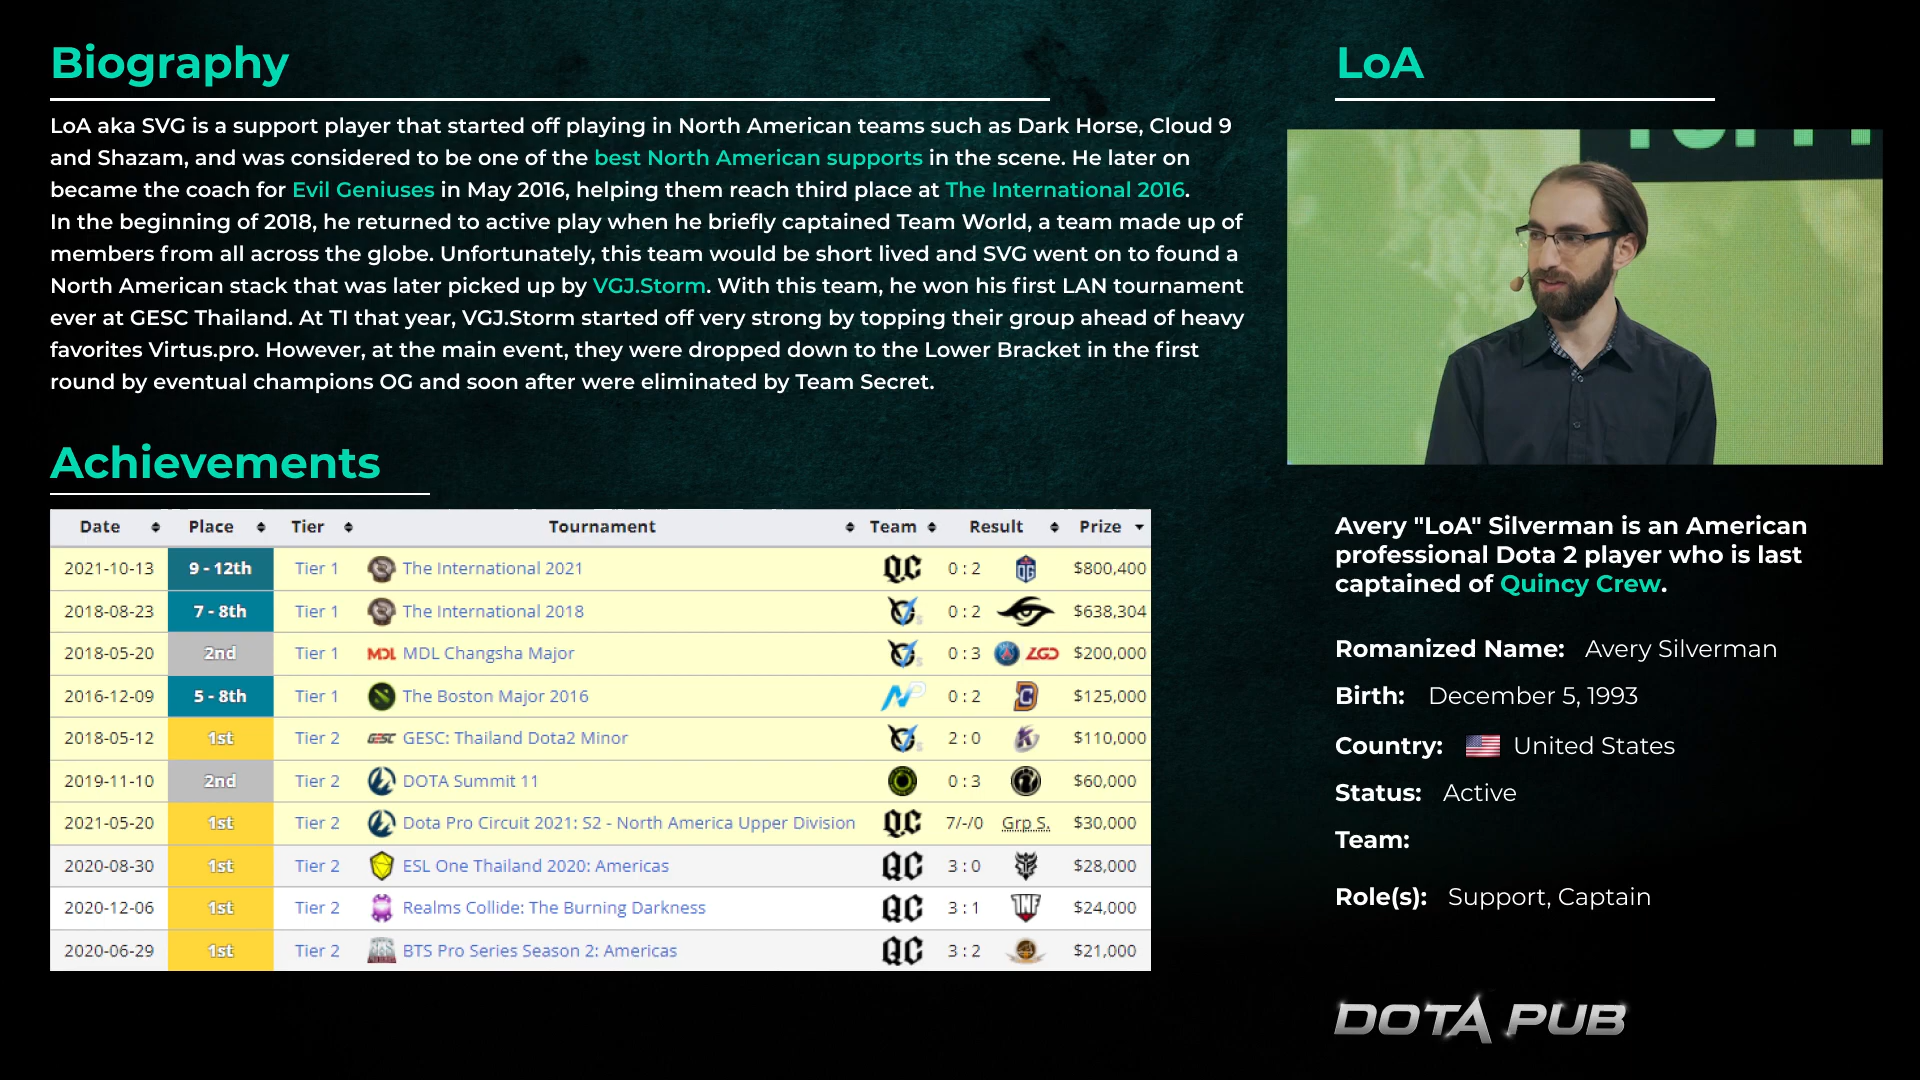 Biography
LoA aka SVG is a support player that started off playing in North American teams such as Dark Horse, Cloud 9
and Shazam, and was considered to be one of the best North American supports in the scene. He later on
became the coach for Evil Geniuses in May 2016, helping them reach third place at The International 2016.
In the beginning of 2018, he returned to active play when he briefly captained Team World, a team made up of
members from all across the globe. Unfortunately, this team would be short lived and SVG went on to found a
North American stack that was later picked up by VGJ.Storm. With this team, he won his first LAN tournament
ever at GESC Thailand. At TI that year, VGJ.Storm started off very strong by topping their group ahead of heavy
favorites Virtus.pro. However, at the main event, they were dropped down to the Lower Bracket in the first
round by eventual champions OG and soon after were eliminated by Team Secret.
Achievements
Date Place Tier Tournament Team Result Prize
2021-10-13 9 - 12th Tier 1 The International 2021 QC 0 : 2 OG $800,400
2018-08-23 7 - 8th Tier 1 The International 2018 0 : 2 $638,304
2018-05-20 2nd Tier 1 MDL MDL Changsha Major 0 : 3 LGD $200,000
2016-12-09 5 - 8th Tier 1 The Boston Major 2016 NP 0 : 2 DC $125,000
2018-05-12 1st Tier 2 GESC GESC: Thailand Dota2 Minor 2 : 0 K $110,000
2019-11-10 2nd Tier 2 DOTA Summit 11 0 : 3 $60,000
2021-05-20 1st Tier 2 Dota Pro Circuit 2021: S2 - North America Upper Division QC 7/-/0 Grp S. $30,000
2020-08-30 1st Tier 2 ESL One Thailand 2020: Americas QC 3 : 0 $28,000
2020-12-06 1st Tier 2 Realms Collide: The Burning Darkness QC 3 : 1 $24,000
2020-06-29 1st Tier 2 BTS Pro Series Season 2: Americas QC 3 : 2 $21,000
LoA
Avery "LoA" Silverman is an American
professional Dota 2 player who is last
captained of Quincy Crew.
Romanized Name: Avery Silverman
Birth: December 5, 1993
Country: United States
Status: Active
Team:
Role(s): Support, Captain
DOTA PUB